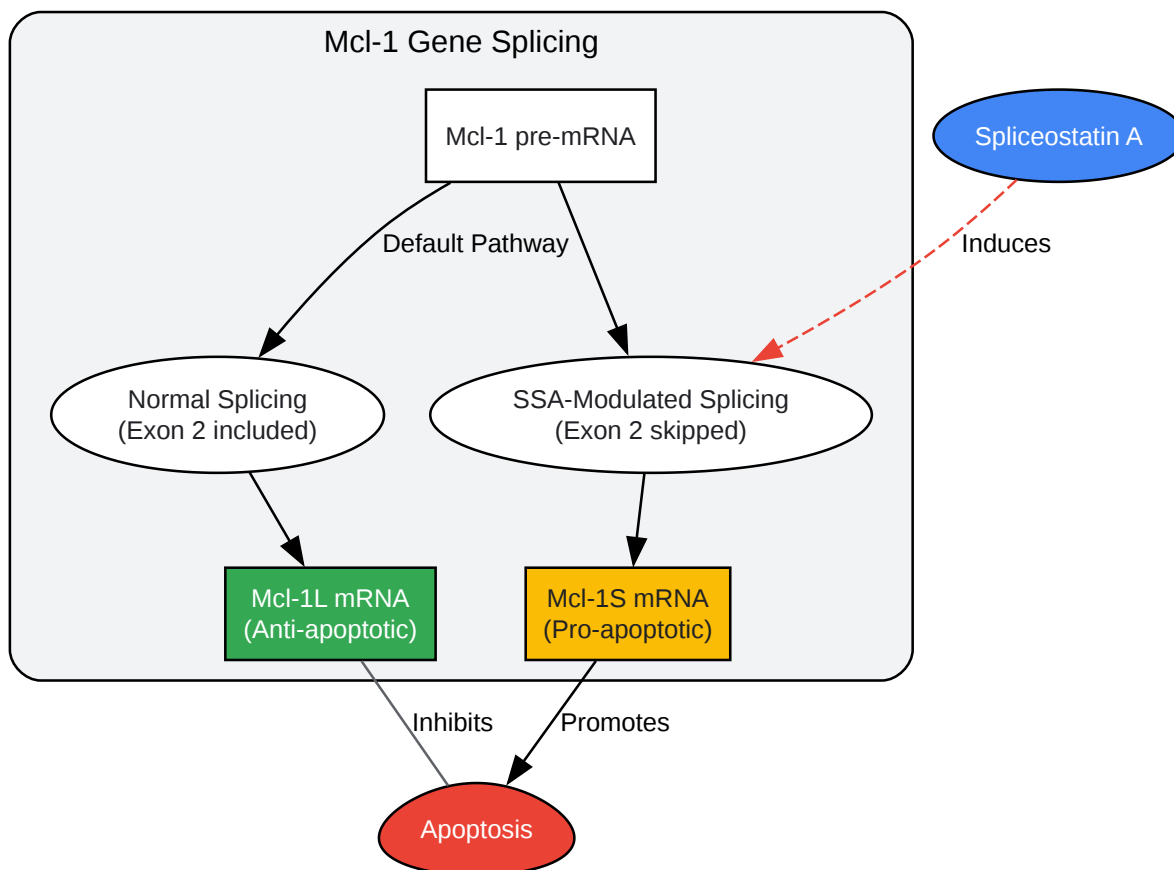 Mcl-1 Gene Splicing
Mcl-1 pre-mRNA
Spliceostatin A
Default Pathway
Induces
Normal Splicing
(Exon 2 included)
SSA-Modulated Splicing
(Exon 2 skipped)
Mcl-1L mRNA
(Anti-apoptotic)
Mcl-1S mRNA
(Pro-apoptotic)
Inhibits
Promotes
Apoptosis